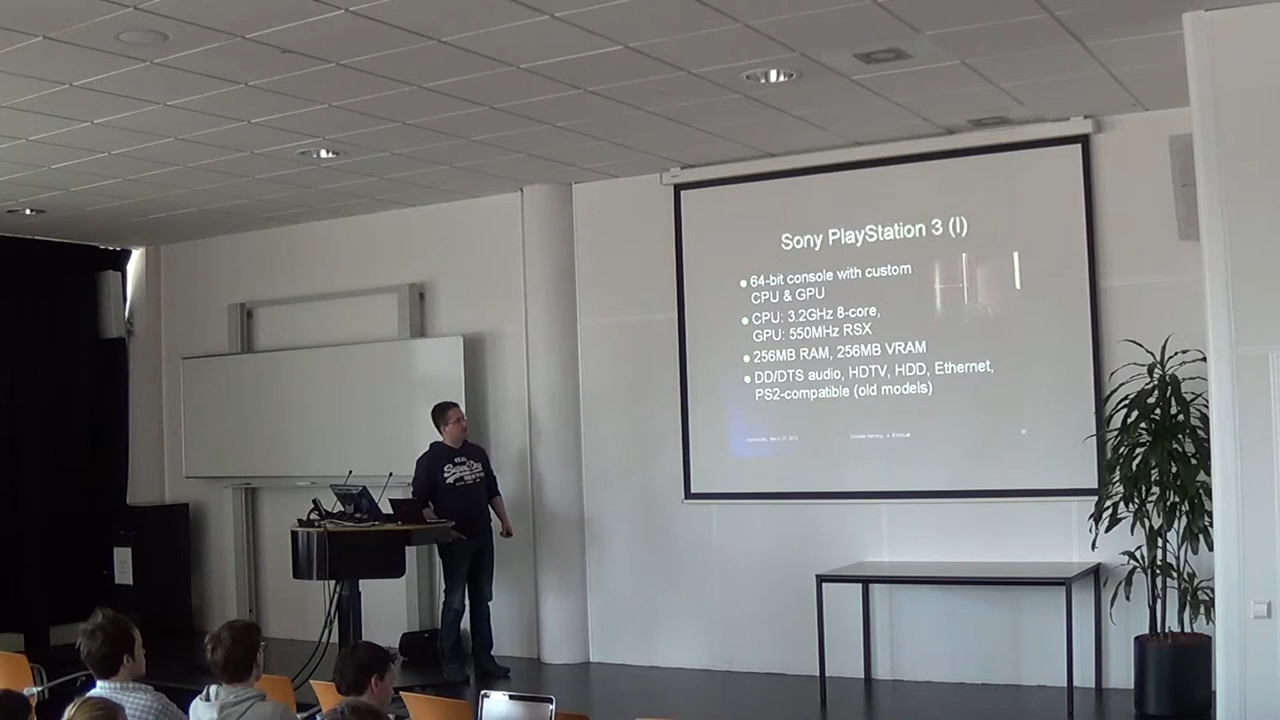 Sony PlayStation 3 (I)
64-bit console with custom
CPU & GPU
CPU: 3.2GHz 8-core,
GPU: 550MHz RSX
256MB RAM, 256MB VRAM
DD/DTS audio, HDTV, HDD, Ethernet,
PS2-compatible (old models)